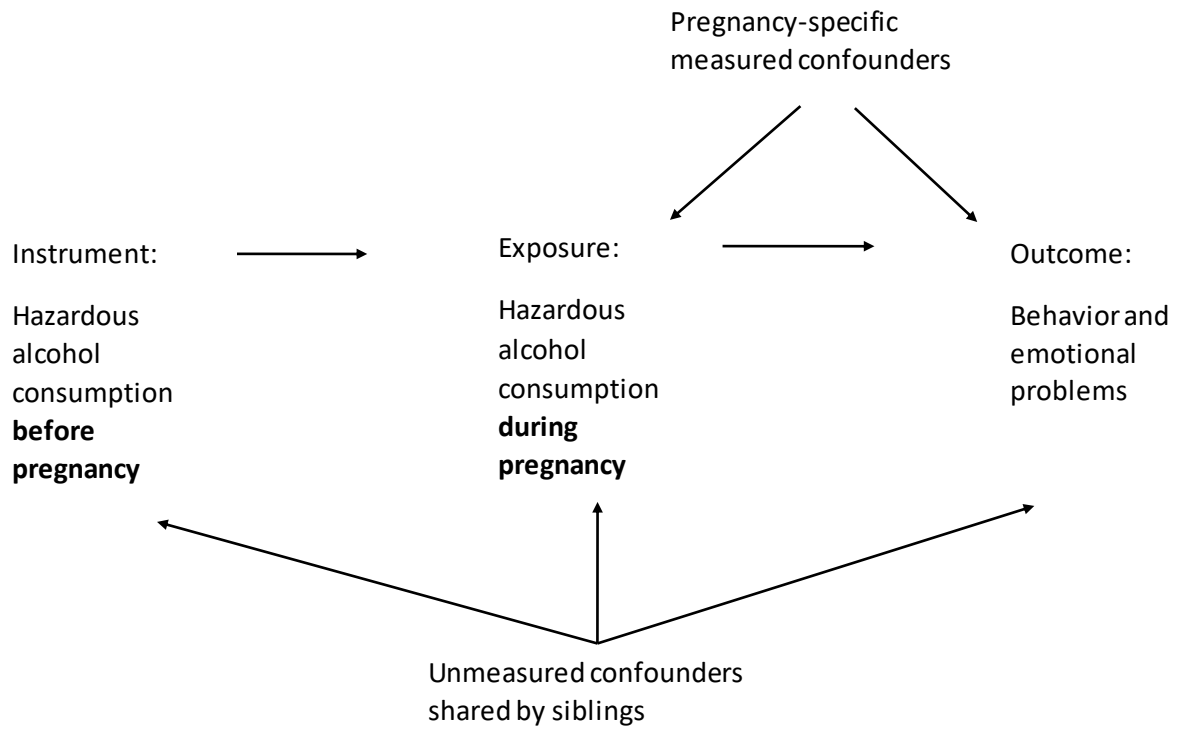 Pregnancy-specific
measured confounders
Instrument:
Hazardous
alcohol
consumption
before
pregnancy
Exposure:
Hazardous
alcohol
consumption
during
pregnancy
Outcome:
Behavior and
emotional
problems
Unmeasured confounders
shared by siblings